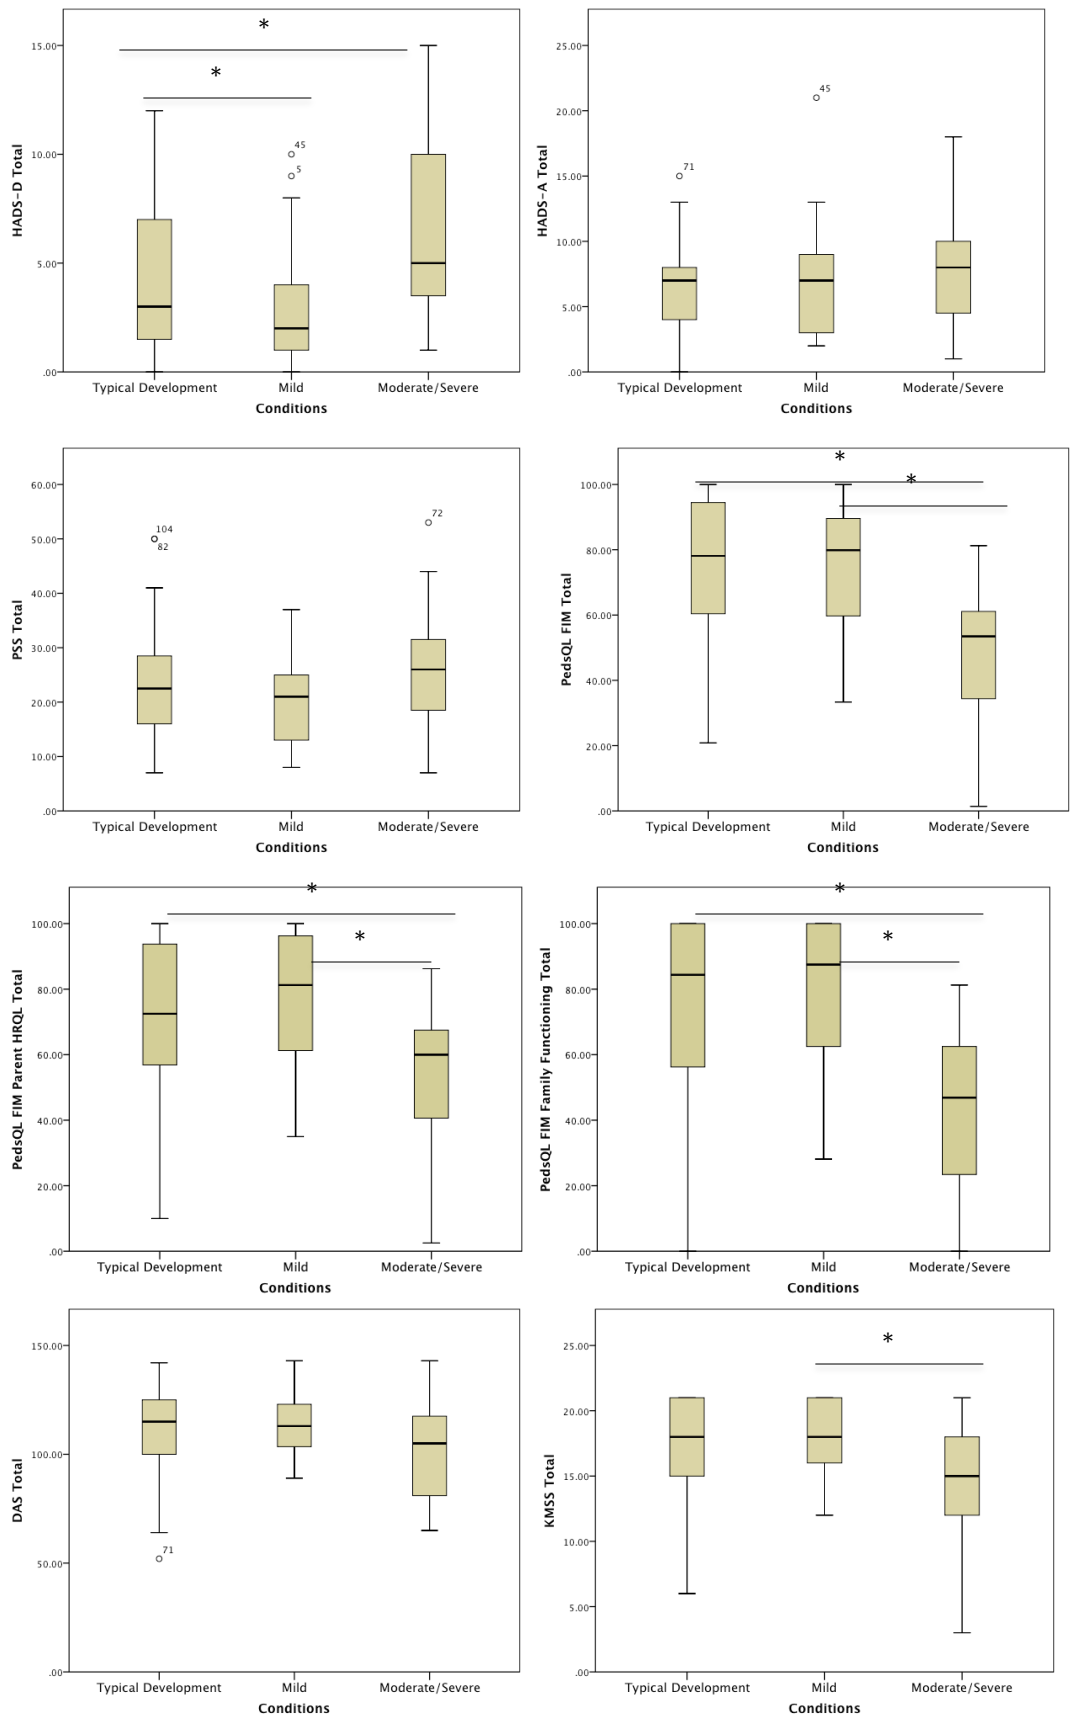 *
*
15.00
10.00
5.00
.00
HADS-D Total
45
5
Typical Development Mild Moderate/Severe
Conditions
25.00
20.00
15.00
10.00
5.00
.00
HADS-A Total
71
45
Typical Development Mild Moderate/Severe
Conditions
60.00
50.00
40.00
30.00
20.00
10.00
.00
PSS Total
104
82
72
Typical Development Mild Moderate/Severe
Conditions
*
*
100.00
80.00
60.00
40.00
20.00
.00
PedsQL FIM Total
Typical Development Mild Moderate/Severe
Conditions
*
*
100.00
80.00
60.00
40.00
20.00
.00
PedsQL FIM Parent HRQL Total
Typical Development Mild Moderate/Severe
Conditions
*
*
100.00
80.00
60.00
40.00
20.00
.00
PedsQL FIM Family Functioning Total
Typical Development Mild Moderate/Severe
Conditions
150.00
100.00
50.00
.00
DAS Total
71
Typical Development Mild Moderate/Severe
Conditions
*
25.00
20.00
15.00
10.00
5.00
.00
KMSS Total
Typical Development Mild Moderate/Severe
Conditions